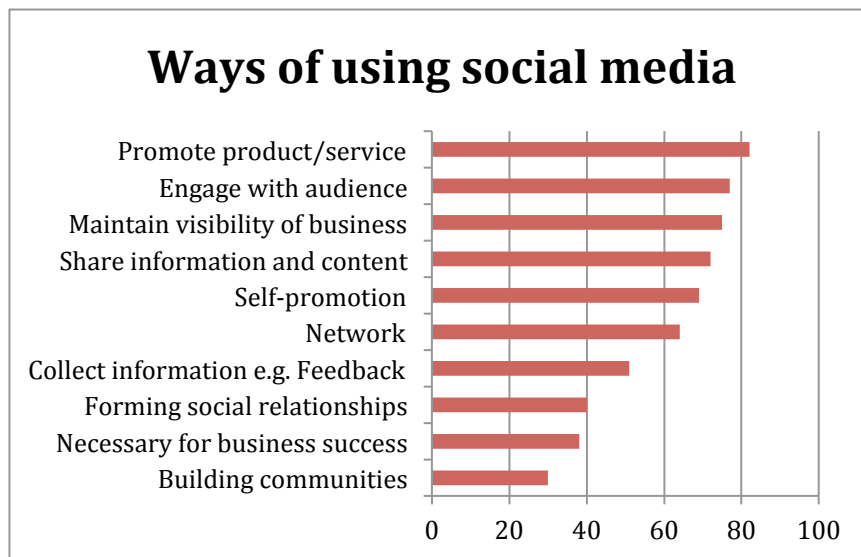 Ways of using social media
Promote product/service
Engage with audience
Maintain visibility of business
Share information and content
Self-promotion
Network
Collect information e.g. Feedback
Forming social relationships
Necessary for business success
Building communities
0 20 40 60 80 100